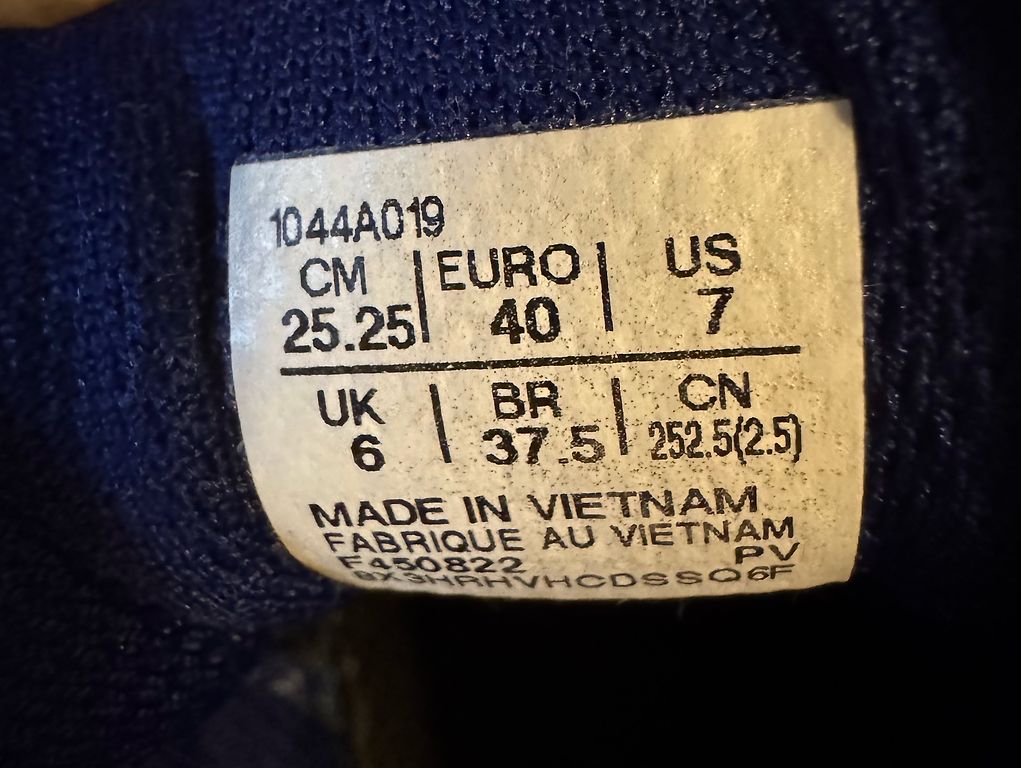 1044A019
CM | EURO | US
25.25 | 40 | 7
UK | BR | CN
6 | 37.5 | 252.5(2.5)
MADE IN VIETNAM
FABRIQUE AU VIETNAM
F450822 PV